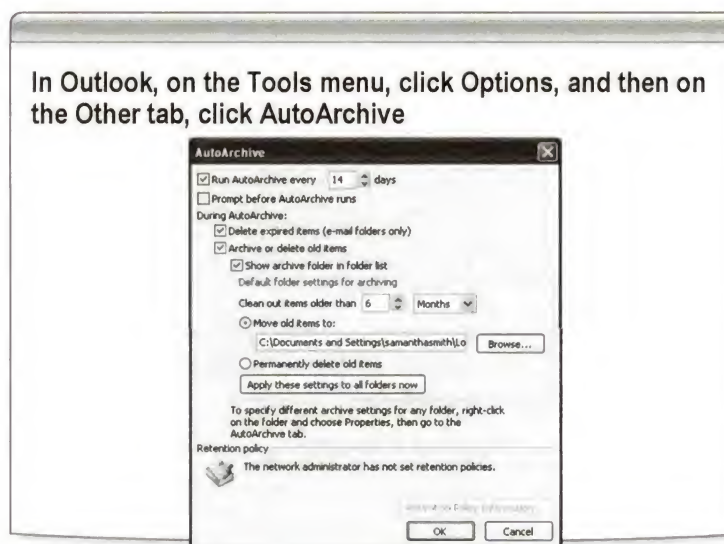 In Outlook, on the Tools menu, click Options, and then on
the Other tab, click AutoArchive
AutoArchive
Run AutoArchive every 14 days
Prompt before AutoArchive runs
During AutoArchive:
Delete expired items (e-mail folders only)
Archive or delete old items
Show archive folder in folder list
Default folder settings for archiving
Clean out items older than 6 Months
Move old items to:
C:\Documents and Settings\samanthasmith\Lo Browse...
Permanently delete old items
Apply these settings to all folders now
To specify different archive settings for any folder, right-click
on the folder and choose Properties, then go to the
AutoArchive tab.
Retention policy
The network administrator has not set retention policies.
Retention Policy Information
OK Cancel